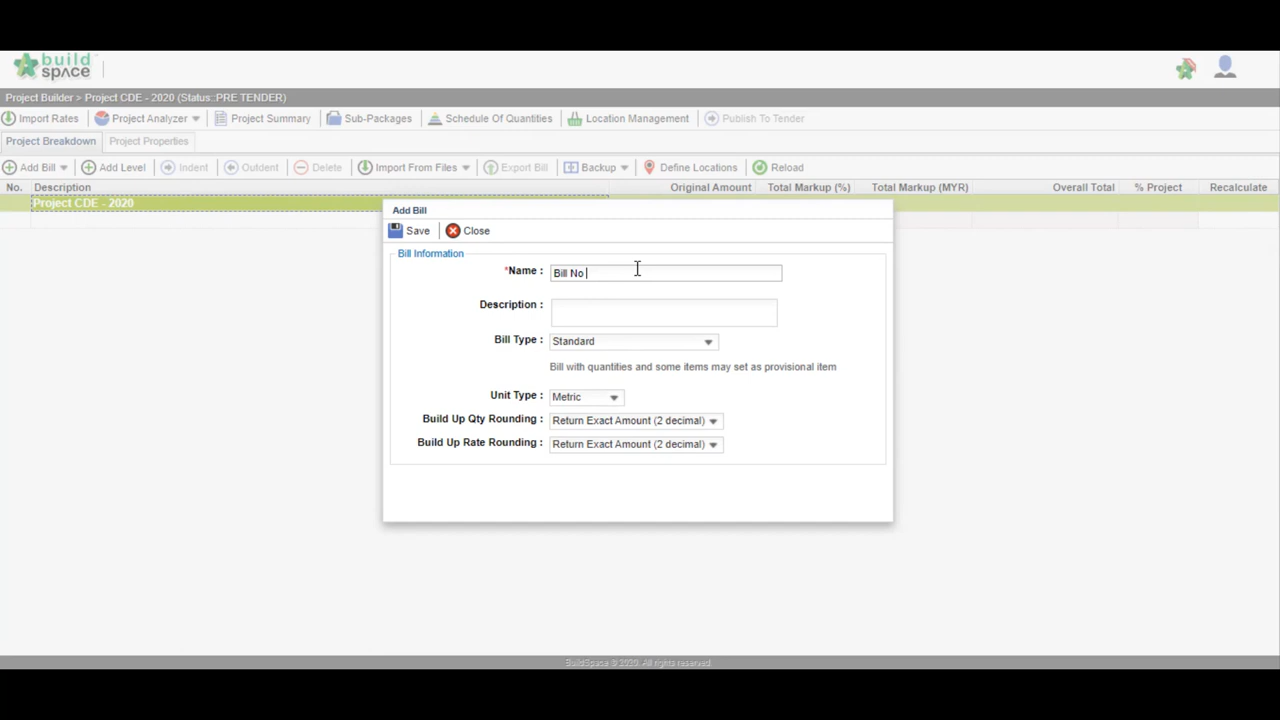 build
space
Project Builder > Project CDE - 2020 (Status::PRE TENDER)
Import Rates Project Analyzer Project Summary Sub-Packages Schedule Of Quantities Location Management Publish To Tender
Project Breakdown Project Properties
Add Bill Add Level Indent Outdent Delete Import From Files Export Bill Backup Define Locations Reload
No. Description Original Amount Total Markup (%) Total Markup (MYR) Overall Total % Project Recalculate
Project CDE - 2020
Add Bill
Save Close
Bill Information
*Name : Bill No
Description :
Bill Type : Standard
Bill with quantities and some items may set as provisional item
Unit Type : Metric
Build Up Qty Rounding : Return Exact Amount (2 decimal)
Build Up Rate Rounding : Return Exact Amount (2 decimal)
BuildSpace © 2020. All rights reserved.